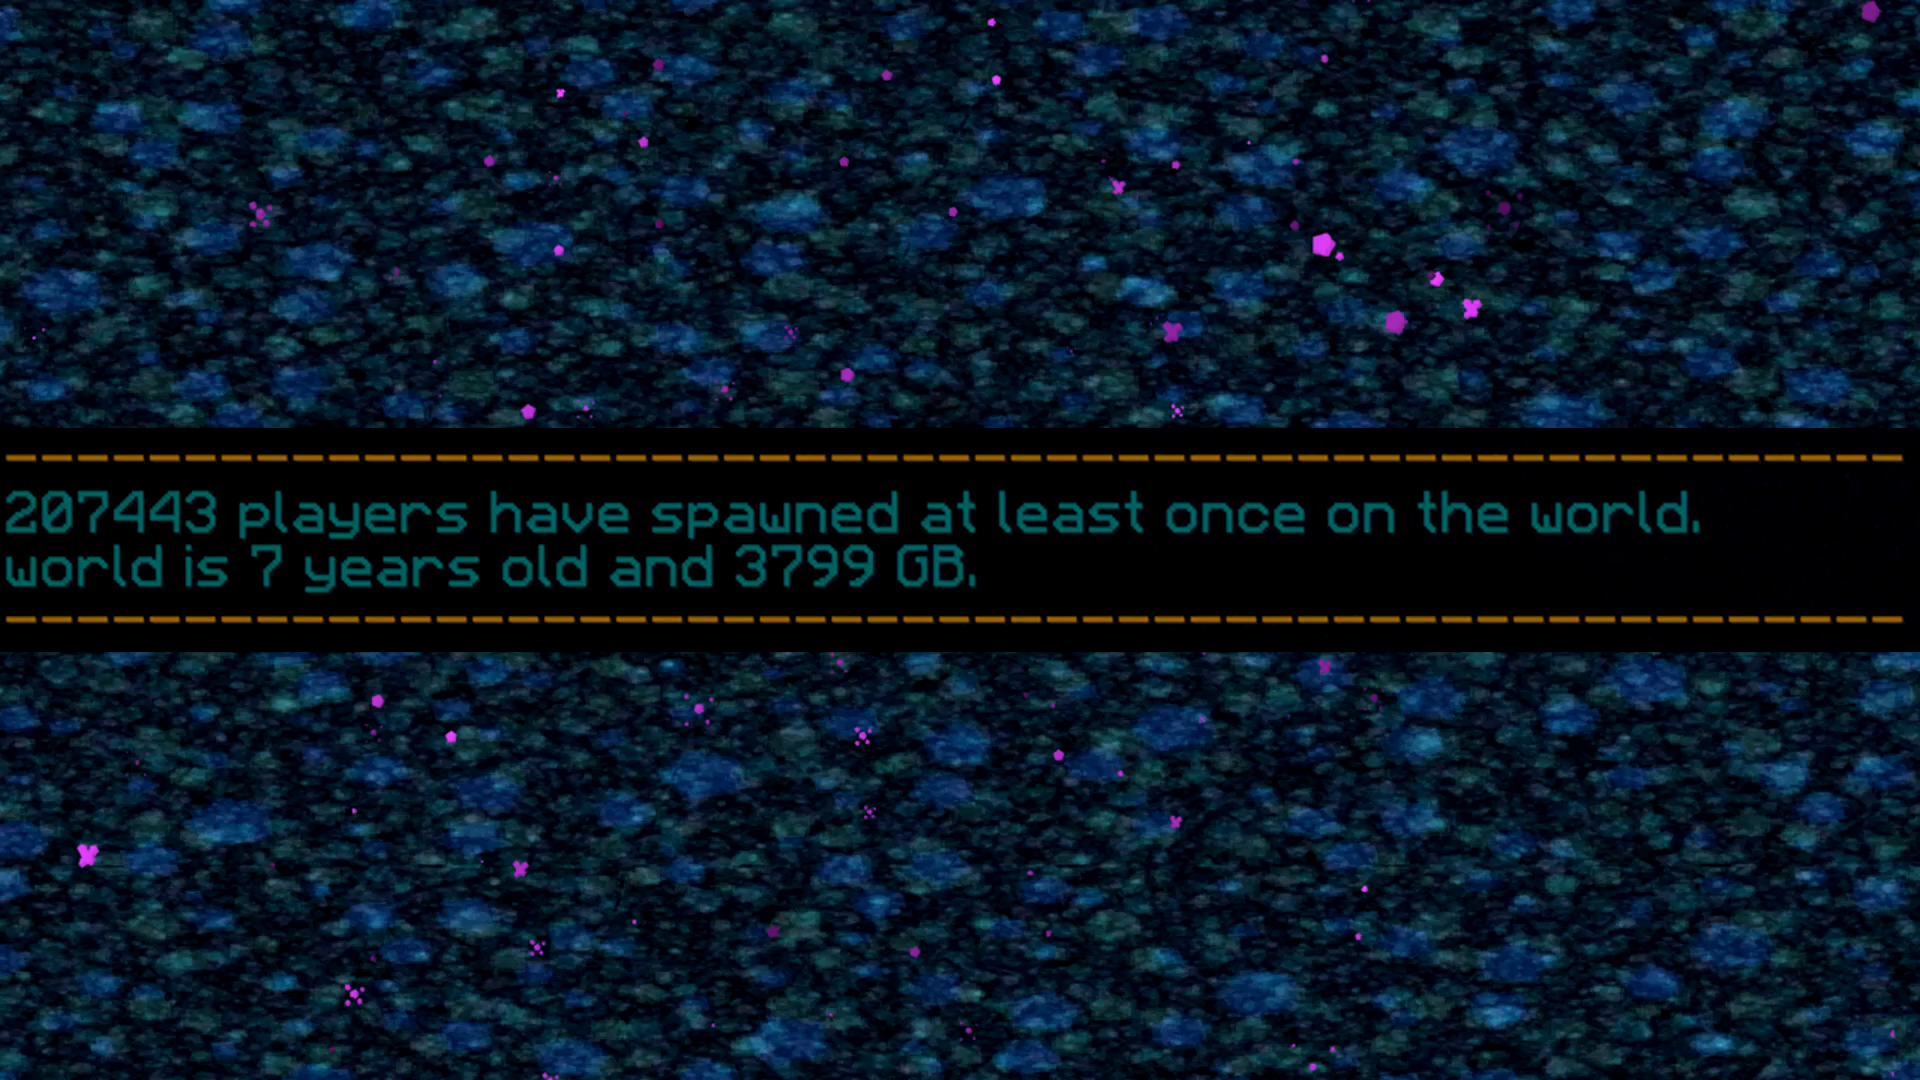 207443 players have spawned at least once on the world.
world is 7 years old and 3799 GB.